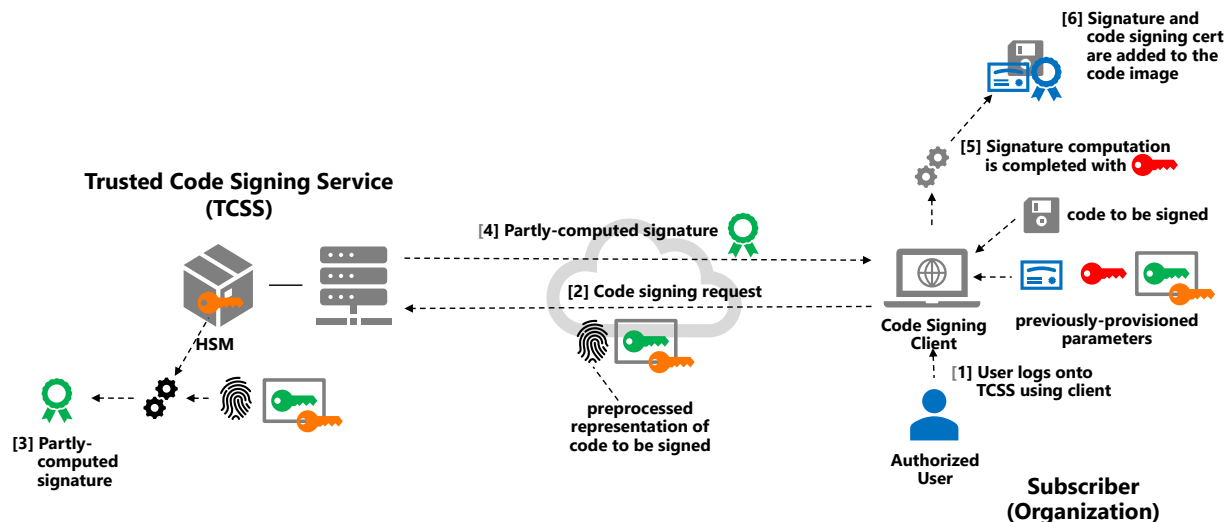 [6] Signature and
code signing cert
are added to the
code image
[5] Signature computation
is completed with
Trusted Code Signing Service
(TCSS)
code to be signed
[4] Partly-computed signature
[2] Code signing request
HSM
Code Signing
Client
previously-provisioned
parameters
[1] User logs onto
TCSS using client
preprocessed
representation of
code to be signed
[3] Partly-
computed
signature
Authorized
User
Subscriber
(Organization)